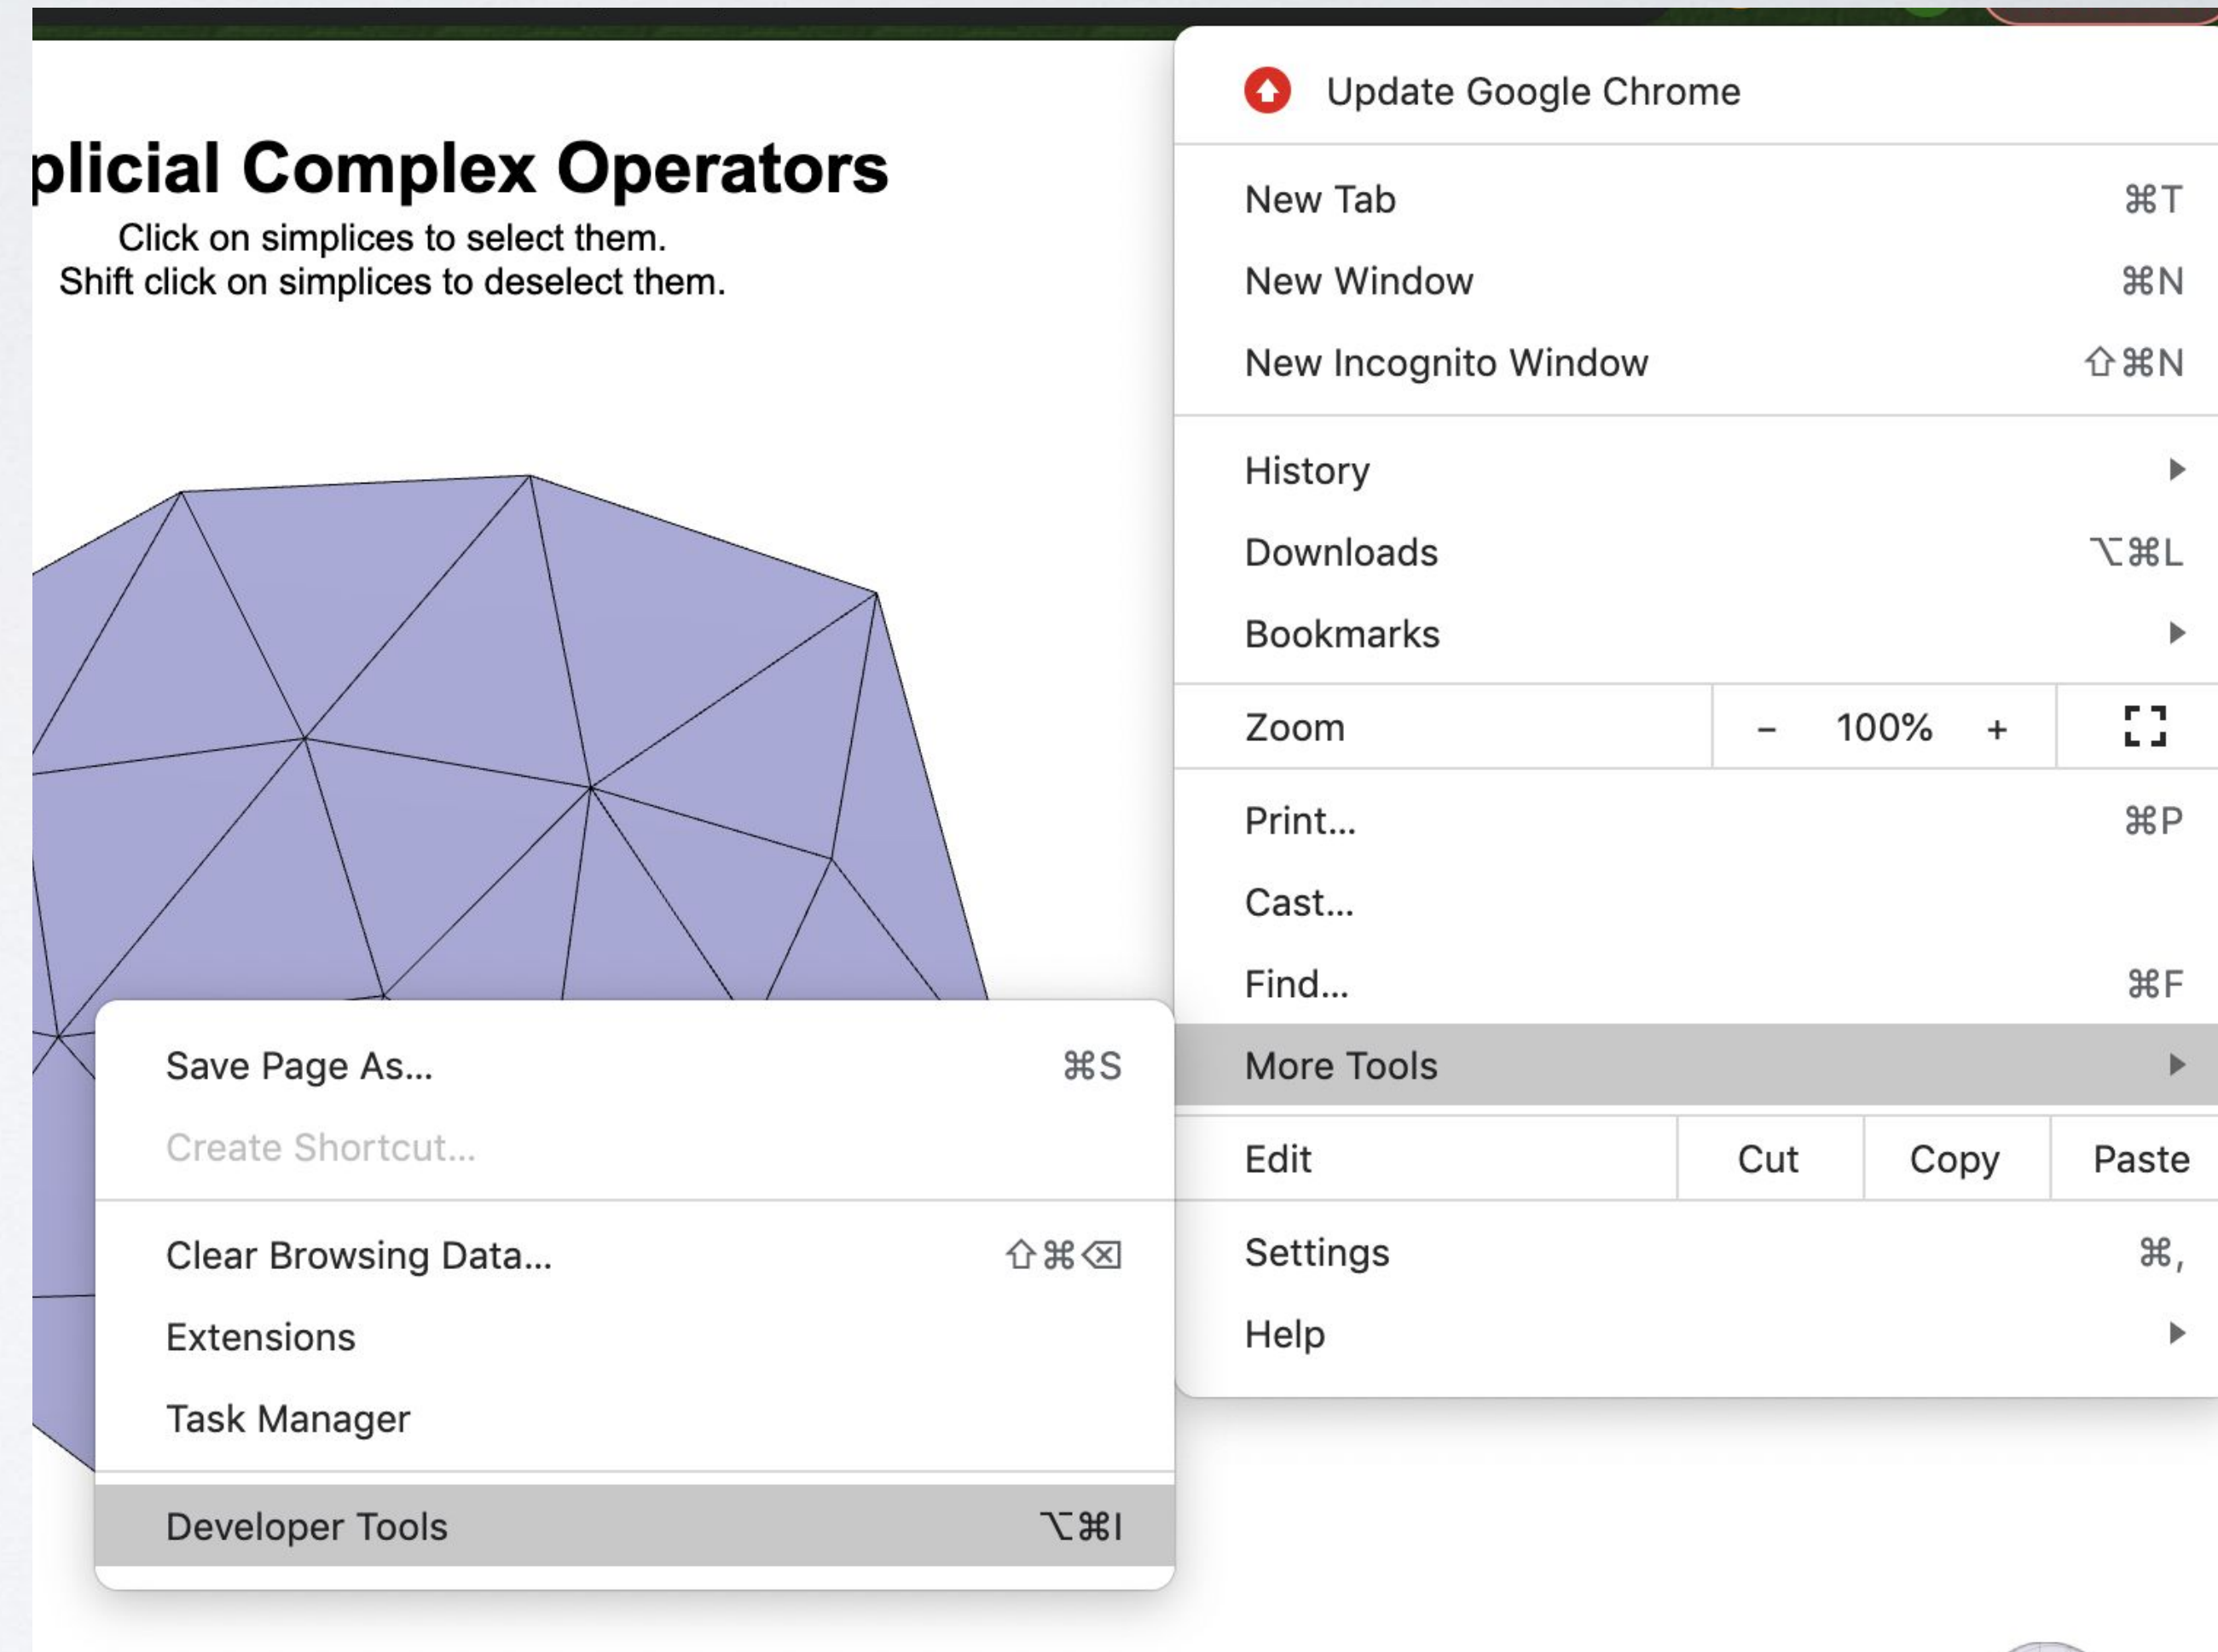 plicial Complex Operators
Click on simplices to select them.
Shift click on simplices to deselect them.
Update Google Chrome
New Tab ⌘T
New Window ⌘N
New Incognito Window ⇧⌘N
History
Downloads ⌥⌘L
Bookmarks
Zoom − 100% +
Print... ⌘P
Cast...
Find... ⌘F
More Tools
Edit Cut Copy Paste
Settings ⌘,
Help
Save Page As... ⌘S
Create Shortcut...
Clear Browsing Data... ⇧⌘⌫
Extensions
Task Manager
Developer Tools ⌥⌘I